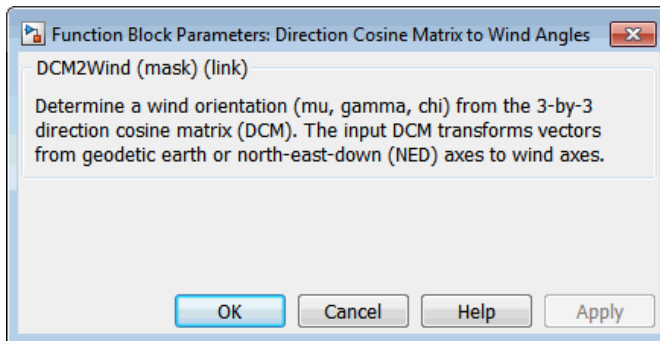 Function Block Parameters: Direction Cosine Matrix to Wind Angles
DCM2Wind (mask) (link)
Determine a wind orientation (mu, gamma, chi) from the 3-by-3
direction cosine matrix (DCM). The input DCM transforms vectors
from geodetic earth or north-east-down (NED) axes to wind axes.
OK Cancel Help Apply